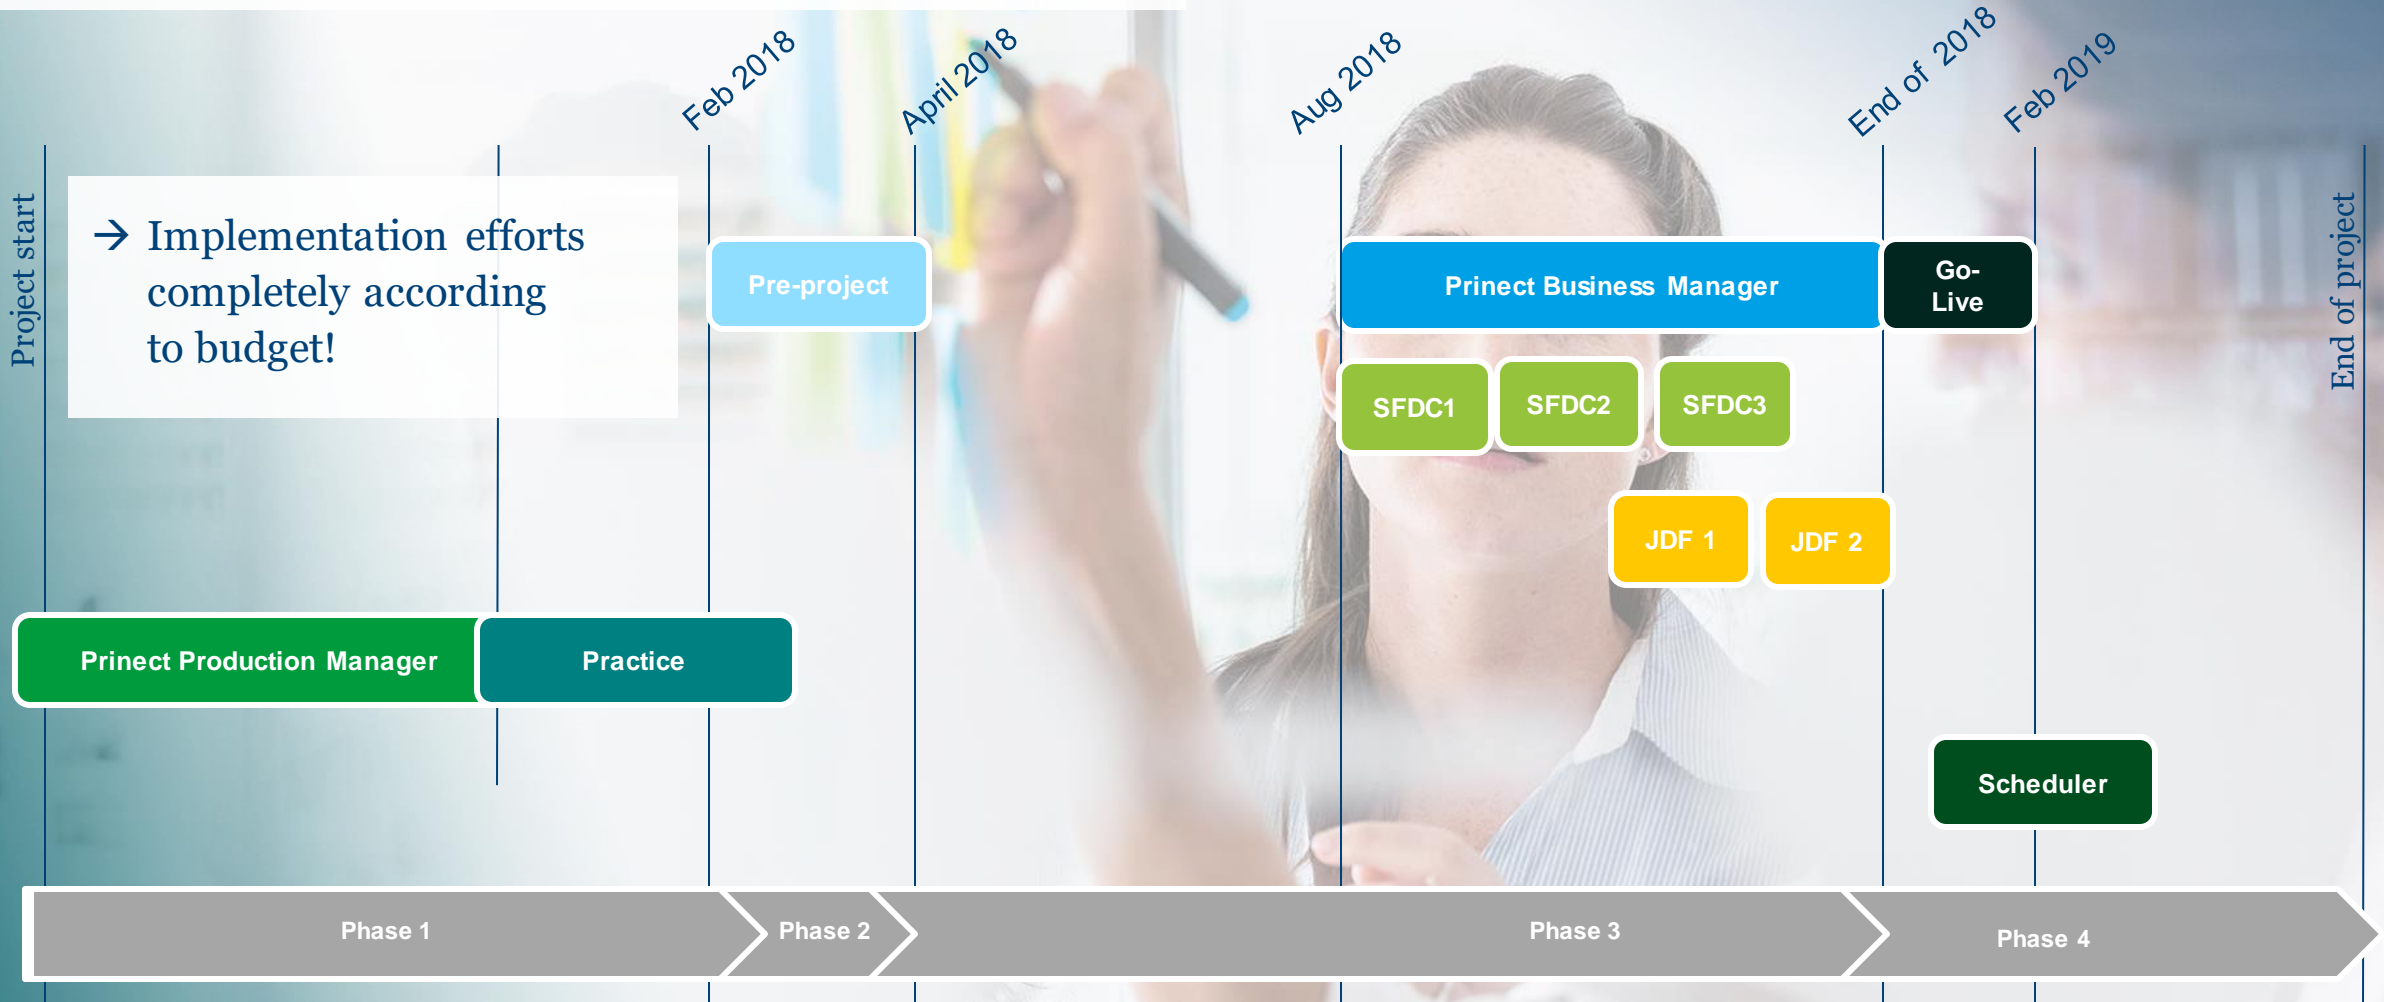 Feb 2018
April 2018
Aug 2018
End of 2018
Feb 2019
Project start
→ Implementation efforts
completely according
to budget!
End of project
Pre-project
Prinect Business Manager
Go-
Live
SFDC1
SFDC2
SFDC3
JDF 1
JDF 2
Prinect Production Manager
Practice
Scheduler
Phase 1
Phase 2
Phase 3
Phase 4